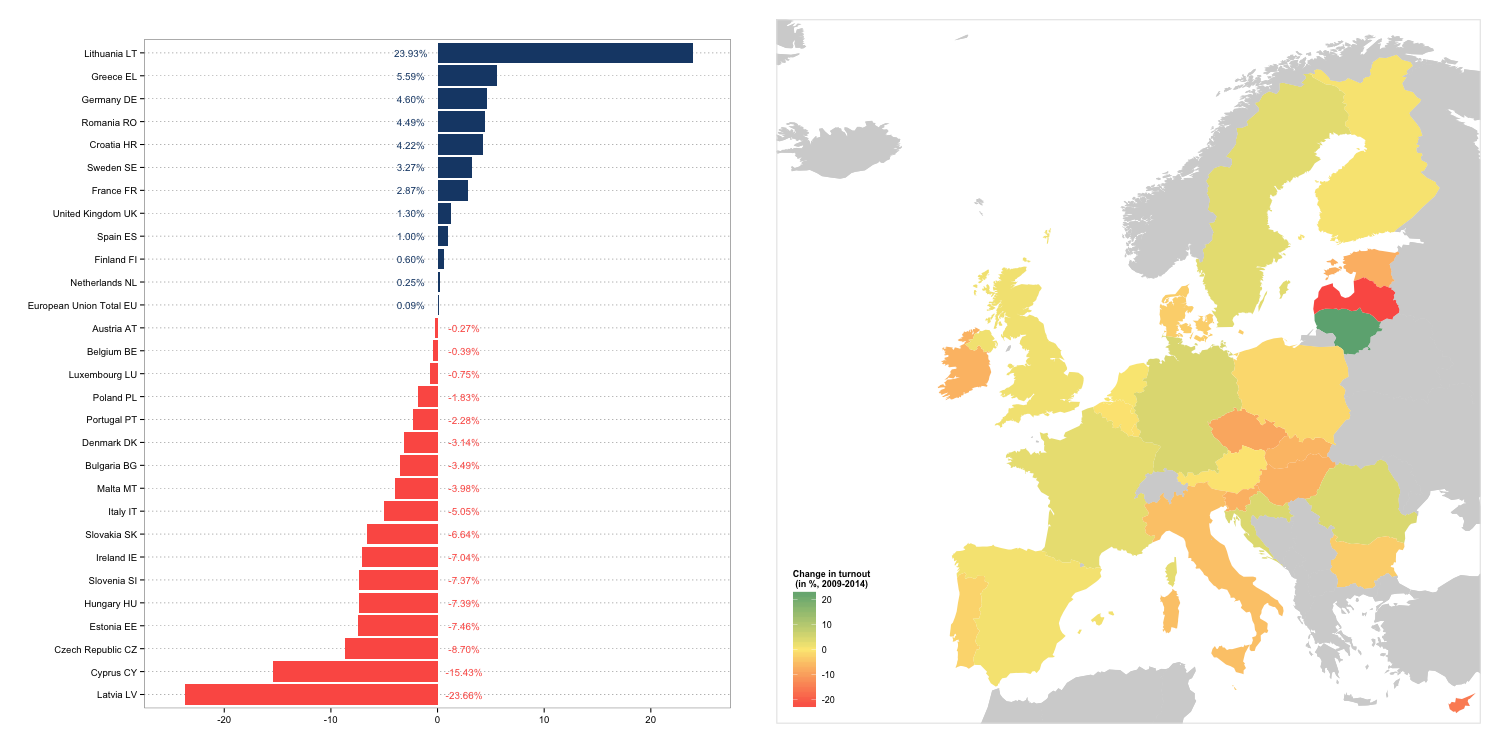 Lithuania LT 23.93%
Greece EL 5.59%
Germany DE 4.60%
Romania RO 4.49%
Croatia HR 4.22%
Sweden SE 3.27%
France FR 2.87%
United Kingdom UK 1.30%
Spain ES 1.00%
Finland FI 0.60%
Netherlands NL 0.25%
European Union Total EU 0.09%
Austria AT -0.27%
Belgium BE -0.39%
Luxembourg LU -0.75%
Poland PL -1.83%
Portugal PT -2.28%
Denmark DK -3.14%
Bulgaria BG -3.49%
Malta MT -3.98%
Italy IT -5.05%
Slovakia SK -6.64%
Ireland IE -7.04%
Slovenia SI -7.37%
Hungary HU -7.39%
Estonia EE -7.46%
Czech Republic CZ -8.70%
Cyprus CY -15.43%
Latvia LV -23.66%
-20 -10 0 10 20
Change in turnout
(in %, 2009-2014)
20
10
0
-10
-20